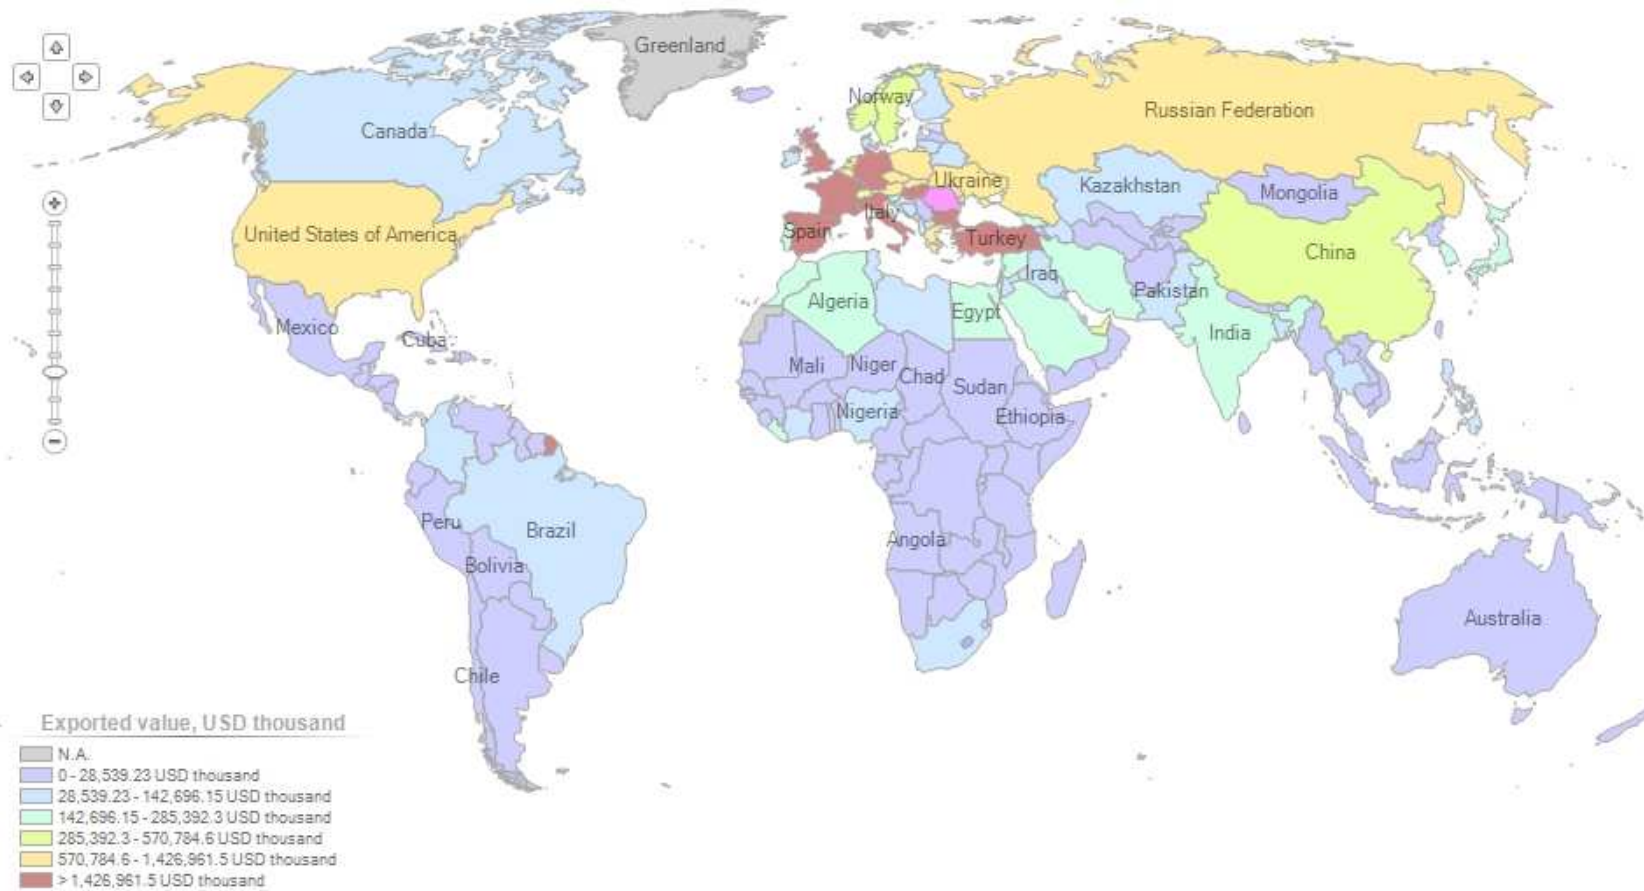 Greenland
Norway
Russian Federation
Canada
Ukraine
Kazakhstan
Mongolia
Italy
United States of America
Spain
Turkey
China
Iraq
Pakistan
Algeria
Egypt
India
Mexico
Cuba
Mali
Niger
Chad
Sudan
Nigeria
Ethiopia
Peru
Brazil
Angola
Bolivia
Australia
Chile
Exported value, USD thousand
N.A.
0 - 28,539.23 USD thousand
28,539.23 - 142,696.15 USD thousand
142,696.15 - 285,392.3 USD thousand
285,392.3 - 570,784.6 USD thousand
570,784.6 - 1,426,961.5 USD thousand
> 1,426,961.5 USD thousand